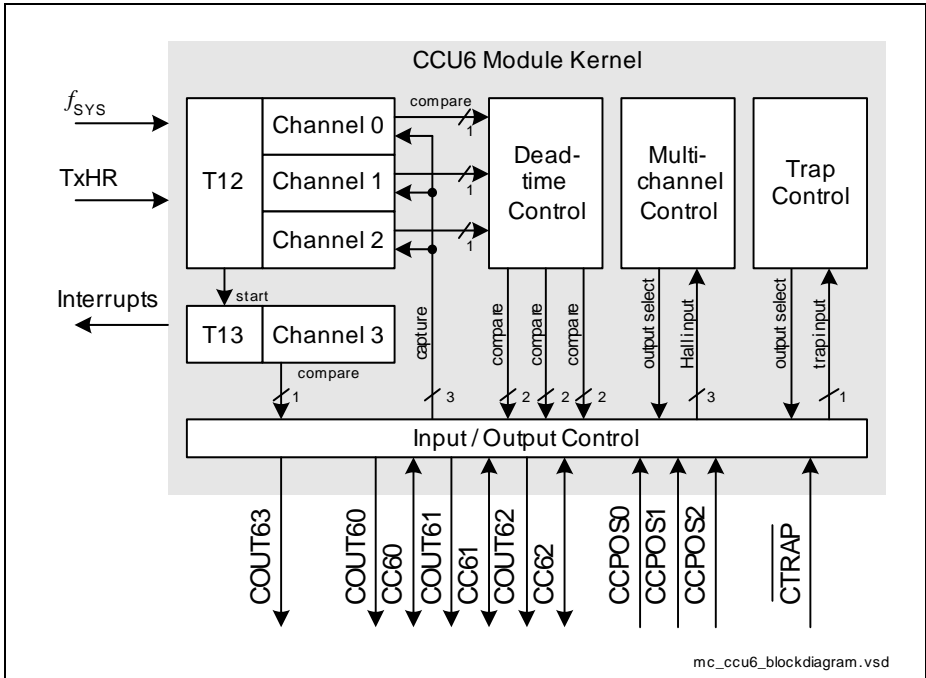 CCU6 Module Kernel
fSYS
TxHR
Interrupts
T12
Channel 0
Channel 1
Channel 2
compare
1
1
1
Dead-
time
Control
Multi-
channel
Control
Trap
Control
start
T13
Channel 3
compare
1
capture
3
compare
2
compare
2
compare
2
output select
Hall input
3
output select
trap input
1
Input / Output Control
COUT63
COUT60
CC60
COUT61
CC61
COUT62
CC62
CCPOS0
CCPOS1
CCPOS2
CTRAP
mc_ccu6_blockdiagram.vsd